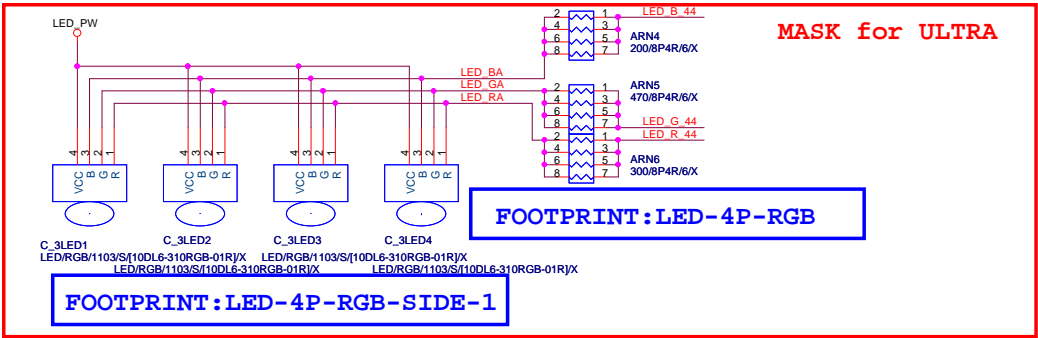 LED_PW
MASK for ULTRA
2 1 LED_B_44
4 3
6 5
8 7
ARN4
200/8P4R/6/X
LED_BA
LED_GA
LED_RA
2 1
4 3
6 5
8 7
ARN5
470/8P4R/6/X
LED_G_44
LED_R_44
2 1
4 3
6 5
8 7
ARN6
300/8P4R/6/X
4 3 2 1
VCC B G R
4 3 2 1
VCC B G R
4 3 2 1
VCC B G R
4 3 2 1
VCC B G R
C_3LED1
LED/RGB/1103/S/[10DL6-310RGB-01R]/X
C_3LED2
LED/RGB/1103/S/[10DL6-310RGB-01R]/X
C_3LED3
LED/RGB/1103/S/[10DL6-310RGB-01R]/X
C_3LED4
LED/RGB/1103/S/[10DL6-310RGB-01R]/X
FOOTPRINT:LED-4P-RGB
FOOTPRINT:LED-4P-RGB-SIDE-1